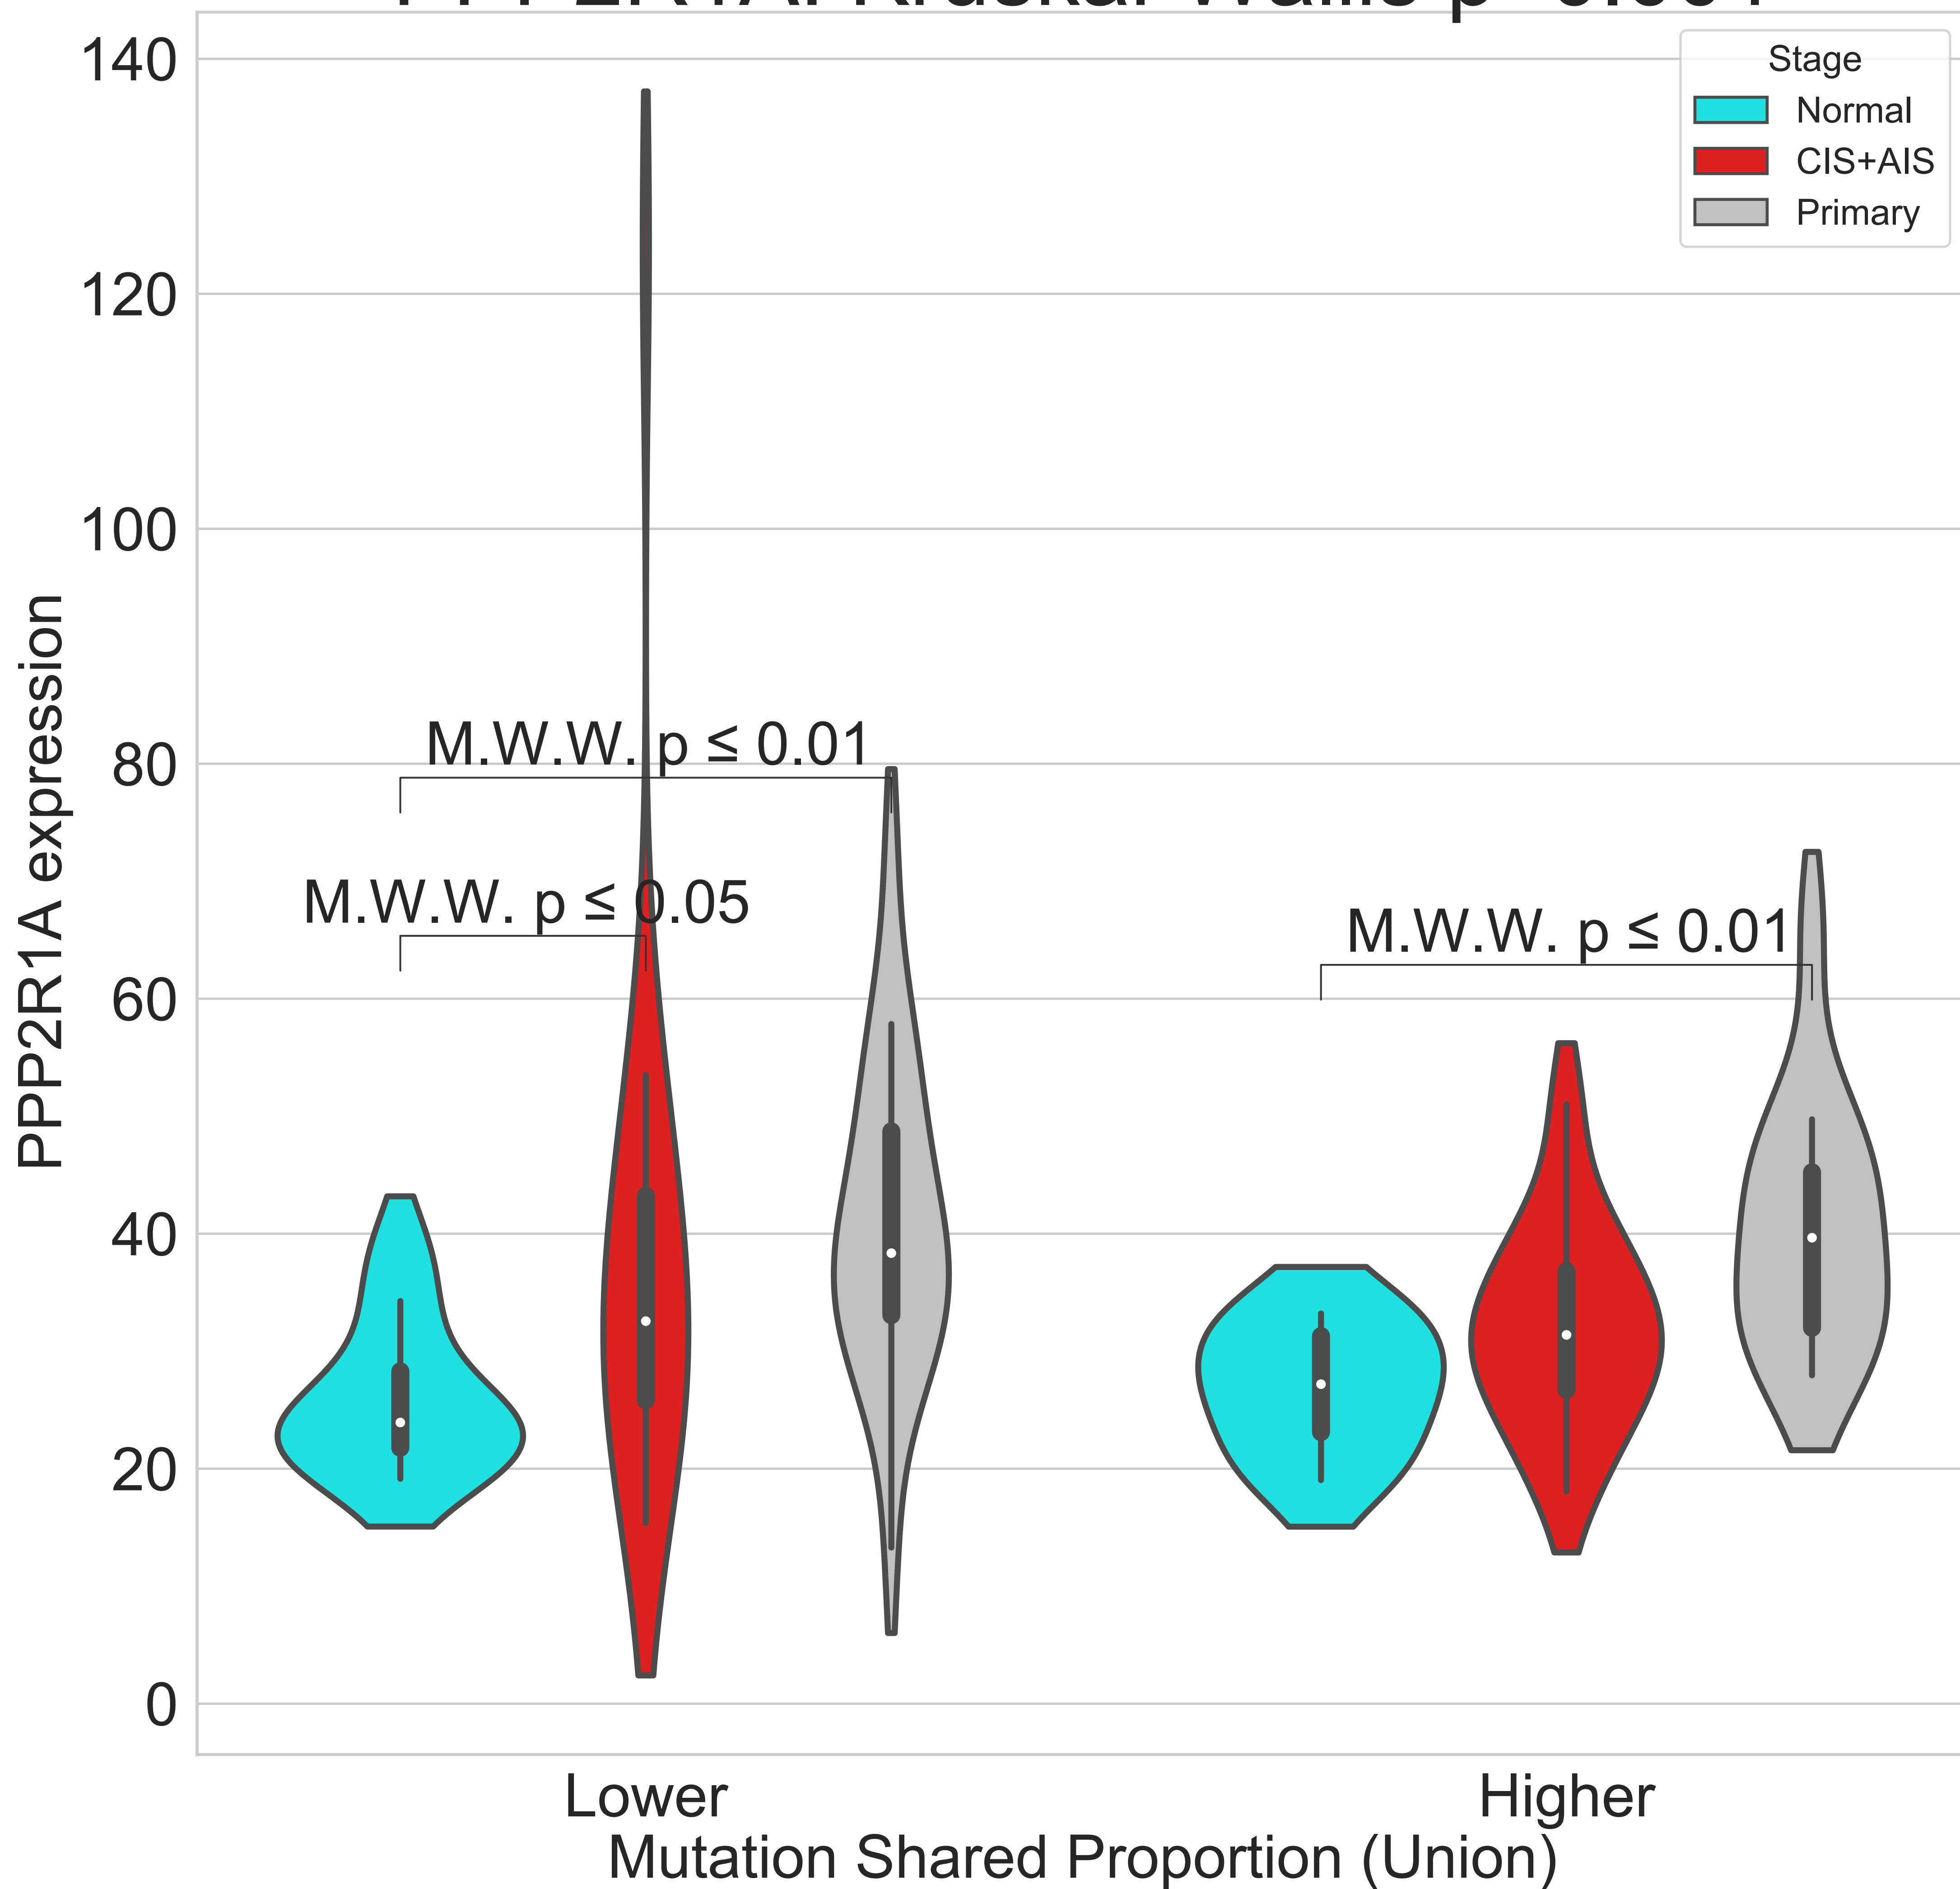 140
120
100
80
60
40
20
0
PPP2R1A expression
Stage
Normal
CIS+AIS
Primary
M.W.W. p ≤ 0.01
M.W.W. p ≤ 0.05
M.W.W. p ≤ 0.01
Lower
Higher
Mutation Shared Proportion (Union)